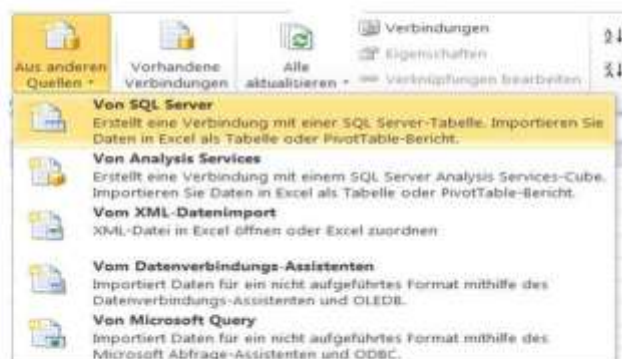 Aus anderen
Quellen
Vorhandene
Verbindungen
Alle
aktualisieren
Verbindungen
Eigenschaften
Verknüpfungen bearbeiten
Von SQL Server
Erstellt eine Verbindung mit einer SQL Server-Tabelle. Importieren Sie
Daten in Excel als Tabelle oder PivotTable-Bericht.
Von Analysis Services
Erstellt eine Verbindung mit einem SQL Server Analysis Services-Cube.
Importieren Sie Daten in Excel als Tabelle oder PivotTable-Bericht.
Vom XML-Datenimport
XML-Datei in Excel öffnen oder Excel zuordnen
Vom Datenverbindungs-Assistenten
Importiert Daten für ein nicht aufgeführtes Format mithilfe des
Datenverbindungs-Assistenten und OLEDB.
Von Microsoft Query
Importiert Daten für ein nicht aufgeführtes Format mithilfe des
Microsoft Abfrage-Assistenten und ODBC.